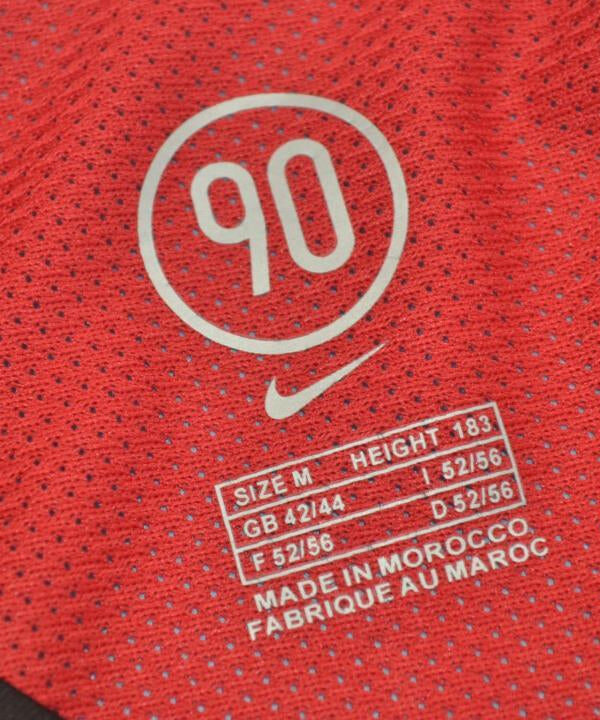 90
SIZE M HEIGHT 183
GB 42/44 I 52/56
F 52/56 D 52/56
MADE IN MOROCCO
FABRIQUE AU MAROC